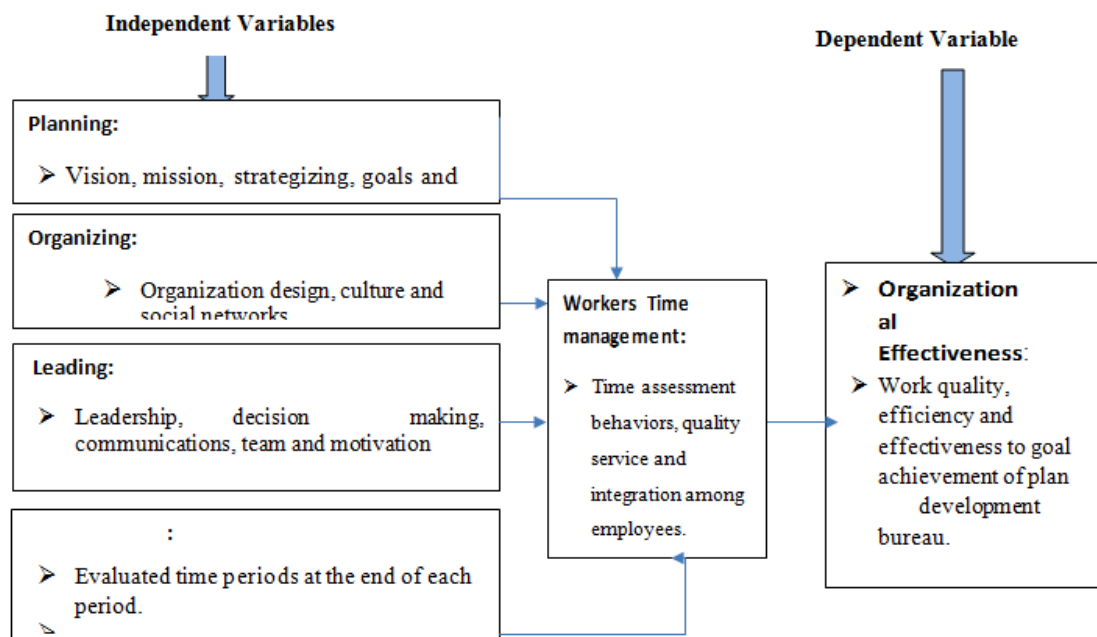 Independent Variables
Dependent Variable
Planning:
➤ Vision, mission, strategizing, goals and
Organizing:
➤ Organization design, culture and
social networks
Leading:
➤ Leadership, decision making,
communications, team and motivation
:
➤ Evaluated time periods at the end of each
period.
➤
Workers Time
management:
➤ Time assessment
behaviors, quality
service and
integration among
employees.
➤ Organization
al
Effectiveness:
➤ Work quality,
efficiency and
effectiveness to goal
achievement of plan
development
bureau.